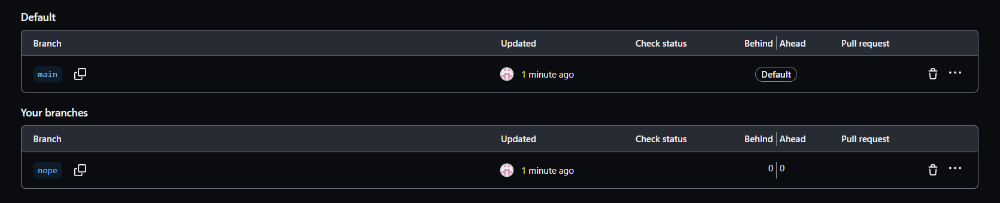 Default
Branch Updated Check status Behind Ahead Pull request
main 1 minute ago Default
Your branches
Branch Updated Check status Behind Ahead Pull request
nope 1 minute ago 0 0